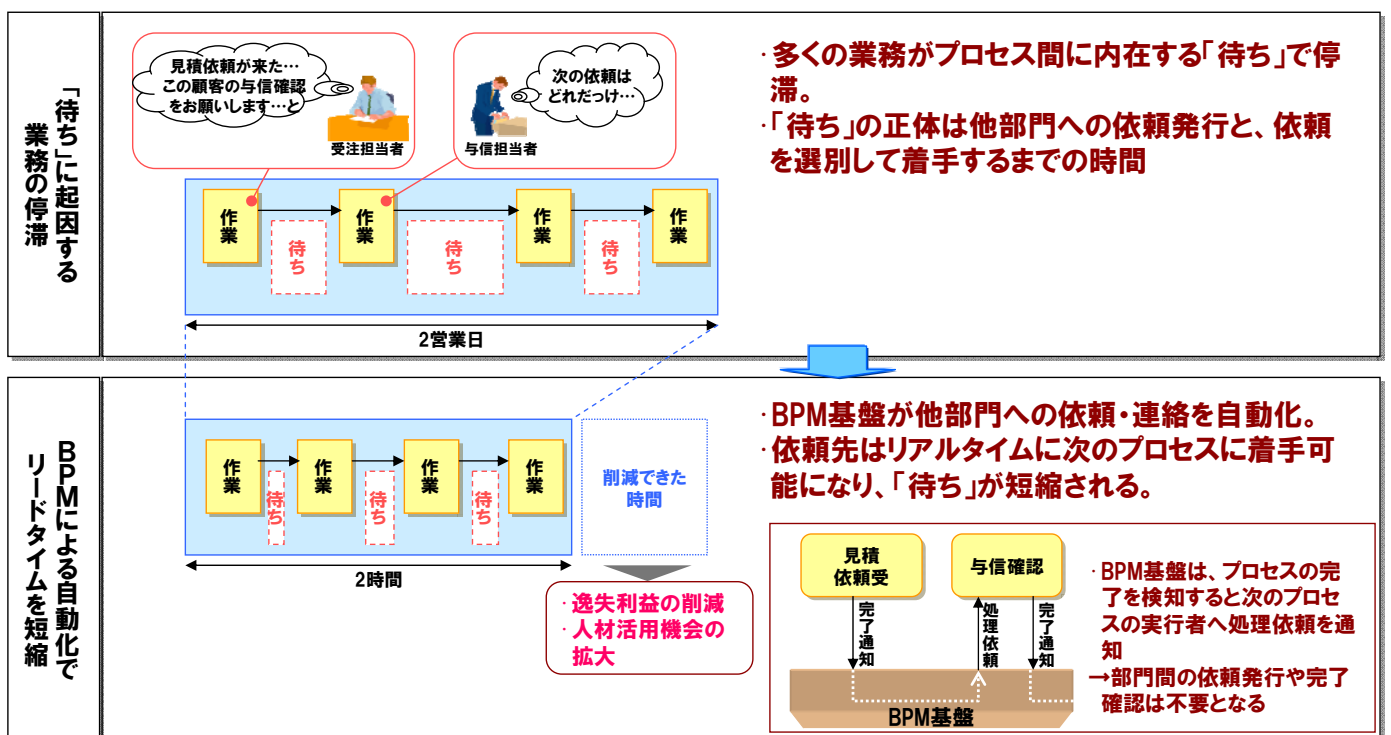 「待ち」に起因する
業務の停滞
見積依頼が来た…
この顧客の与信確認
をお願いします…と
受注担当者
次の依頼は
どれだっけ…
与信担当者
作業
待ち
作業
待ち
作業
待ち
作業
2営業日
・多くの業務がプロセス間に内在する「待ち」で停
滞。
・「待ち」の正体は他部門への依頼発行と、依頼
を選別して着手するまでの時間
BPMによる自動化で
リードタイムを短縮
作業
待ち
作業
待ち
作業
待ち
作業
2時間
削減できた
時間
・逸失利益の削減
・人材活用機会の
拡大
・BPM基盤が他部門への依頼・連絡を自動化。
・依頼先はリアルタイムに次のプロセスに着手可
能になり、「待ち」が短縮される。
見積
依頼受
与信確認
完了通知
処理依頼
完了通知
BPM基盤
・BPM基盤は、プロセスの完
了を検知すると次のプロセ
スの実行者へ処理依頼を通
知
→部門間の依頼発行や完了
確認は不要となる